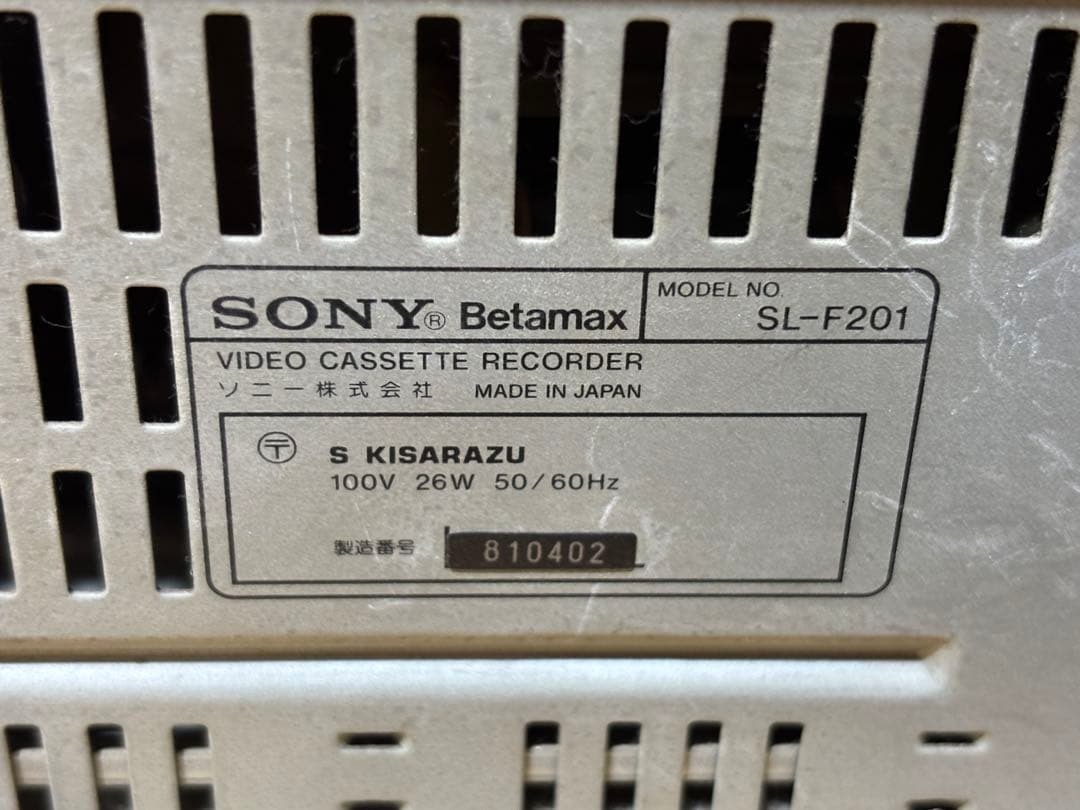 SONY® Betamax
MODEL NO.
SL-F201
VIDEO CASSETTE RECORDER
ソニー株式会社 MADE IN JAPAN
〶 S KISARAZU
100V 26W 50/60Hz
製造番号 810402